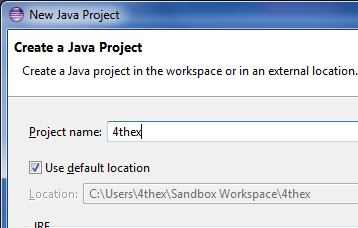 New Java Project
Create a Java Project
Create a Java project in the workspace or in an external location.
Project name: 4thex
Use default location
Location: C:\Users\4thex\Sandbox Workspace\4thex
JRE